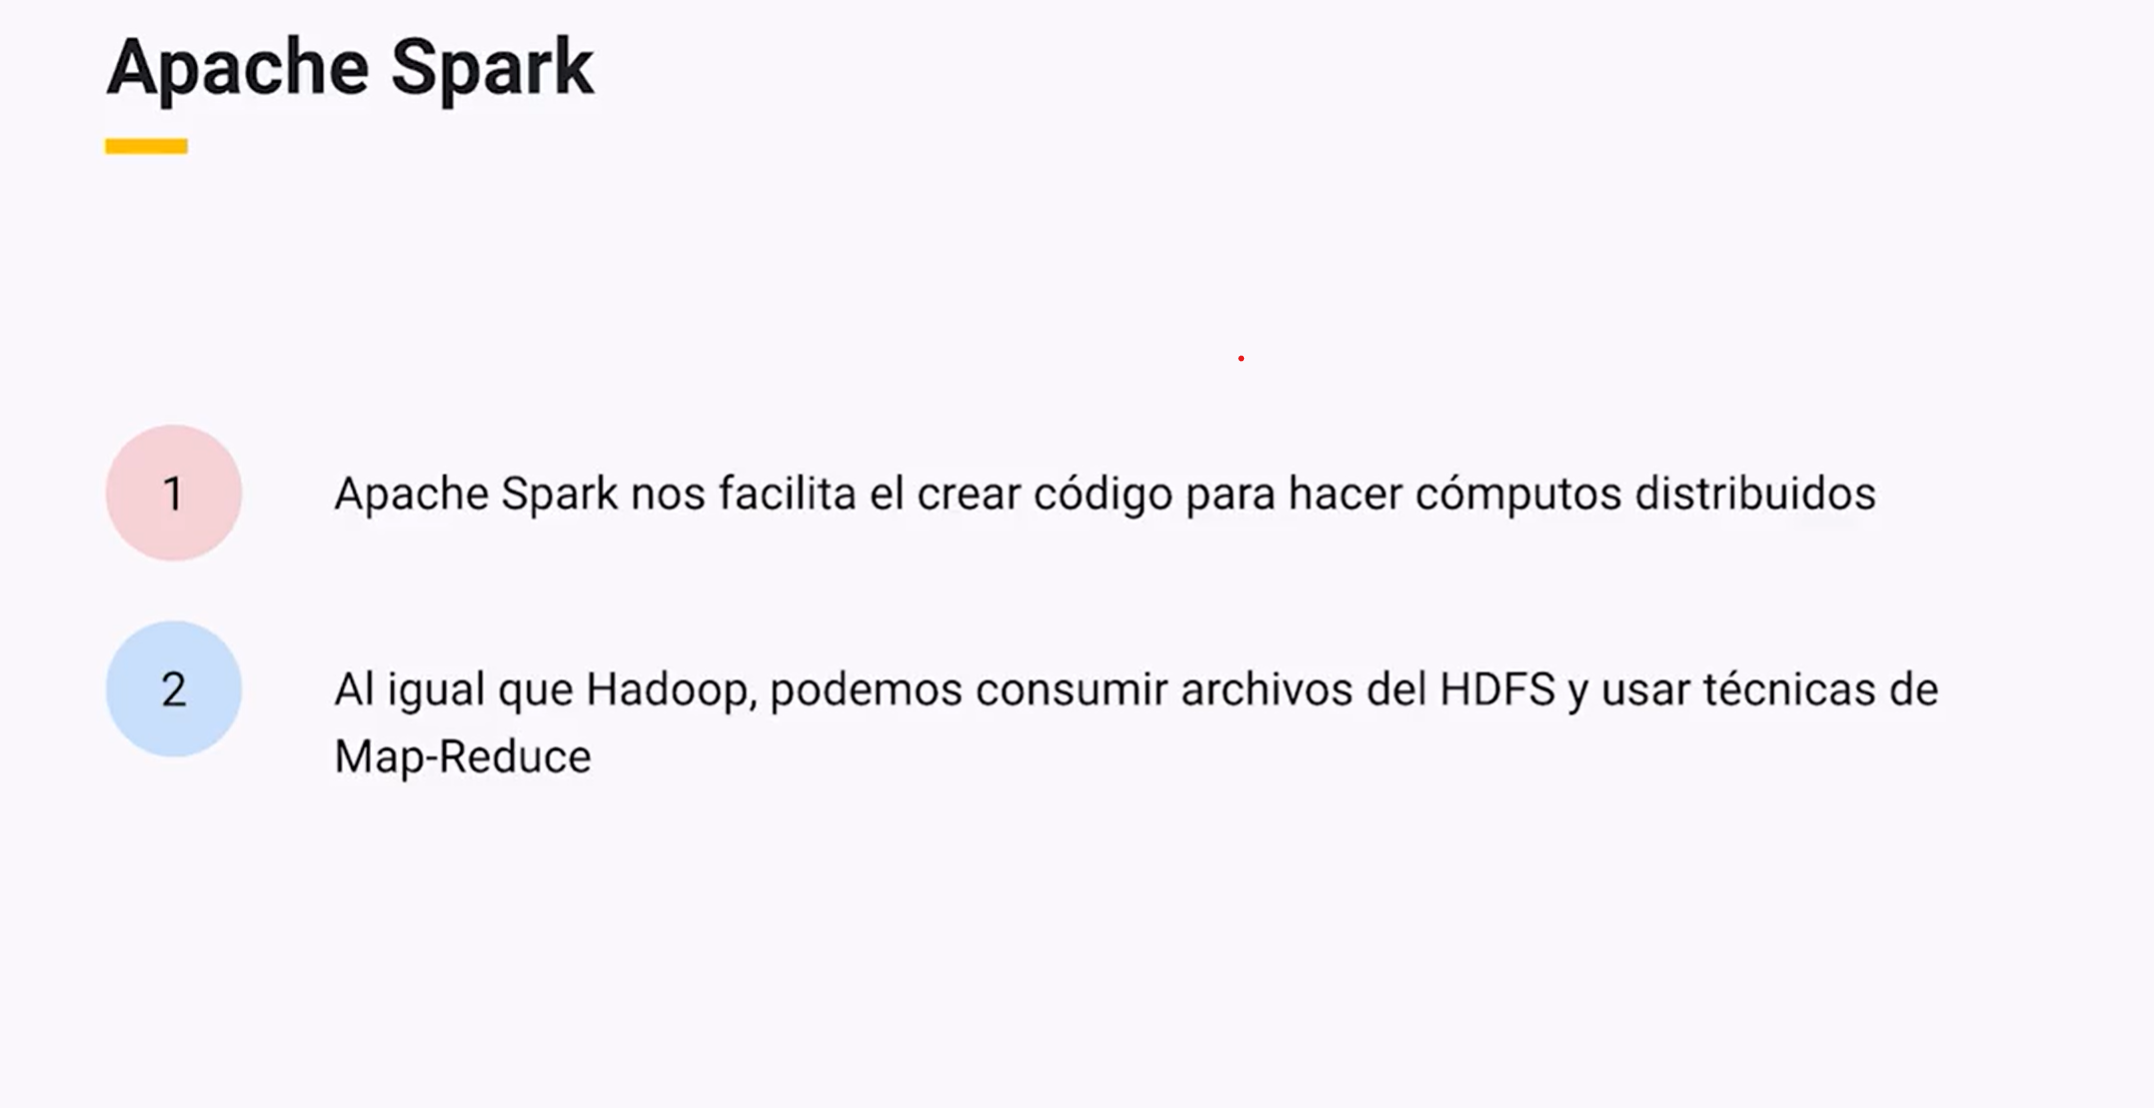 Apache Spark
1
Apache Spark nos facilita el crear código para hacer cómputos distribuidos
2
Al igual que Hadoop, podemos consumir archivos del HDFS y usar técnicas de
Map-Reduce